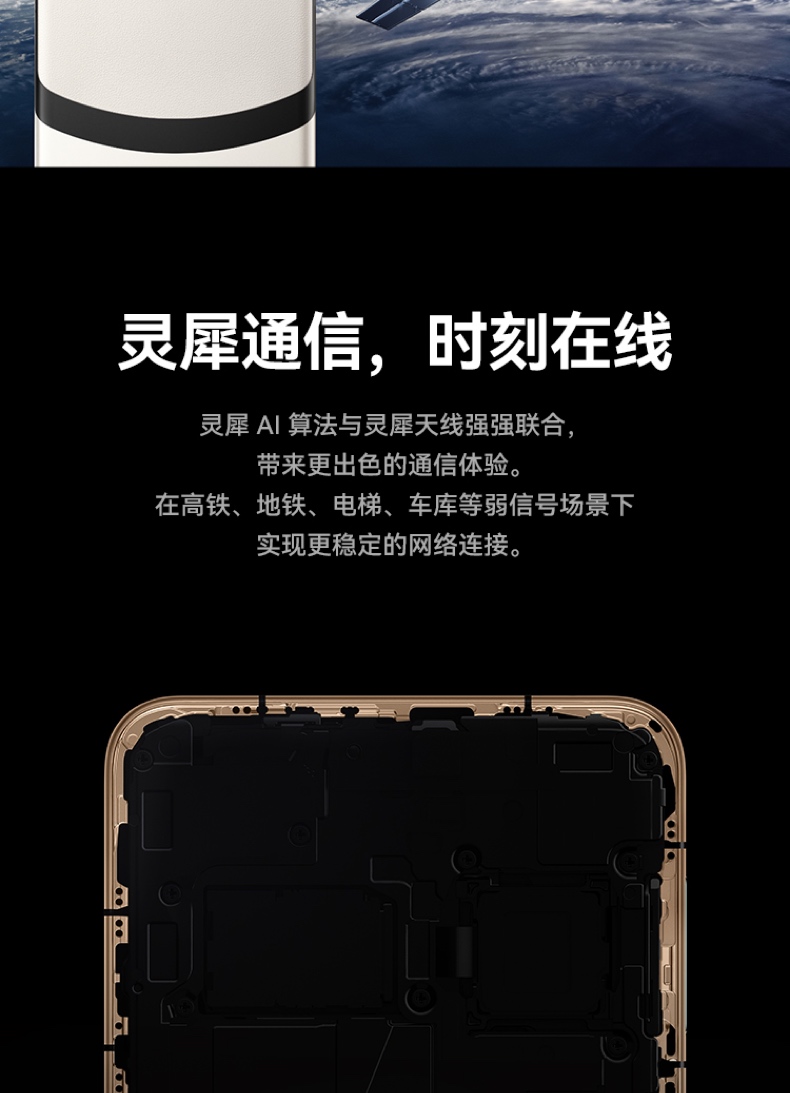 灵犀通信，时刻在线
灵犀 AI 算法与灵犀天线强强联合，
带来更出色的通信体验。
在高铁、地铁、电梯、车库等弱信号场景下
实现更稳定的网络连接。